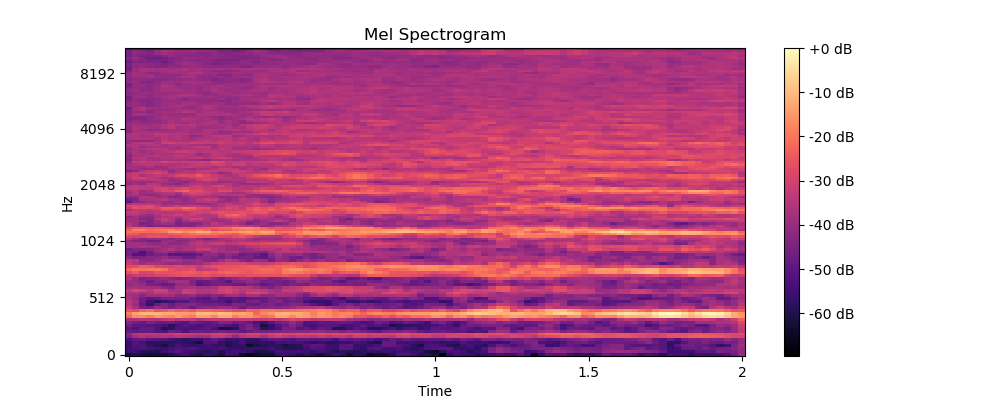 Mel Spectrogram
Hz
8192
4096
2048
1024
512
0
0 0.5 1 1.5 2
Time
+0 dB
-10 dB
-20 dB
-30 dB
-40 dB
-50 dB
-60 dB